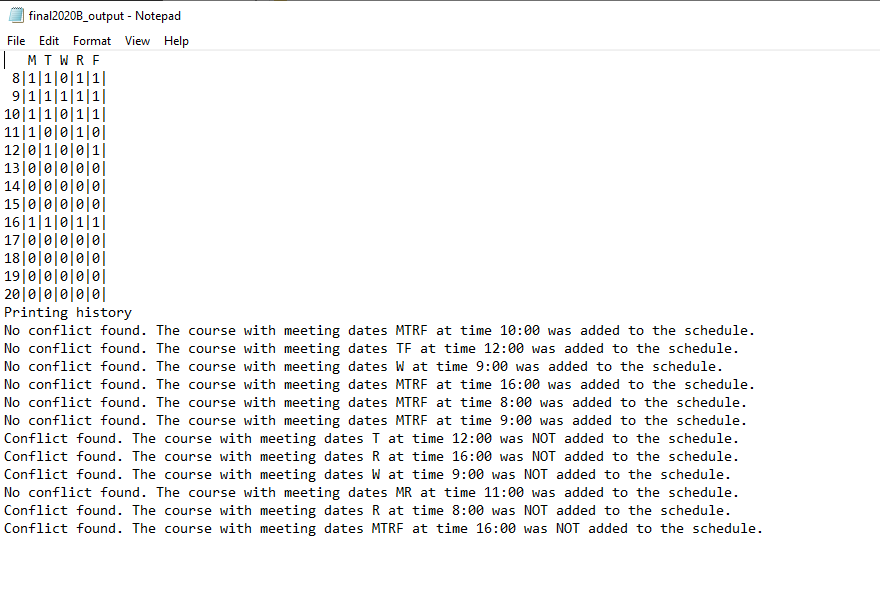 final2020B_output - Notepad
File Edit Format View Help
   M T W R F
 8|1|1|0|1|1|
 9|1|1|1|1|1|
10|1|1|0|1|1|
11|1|0|0|1|0|
12|0|1|0|0|1|
13|0|0|0|0|0|
14|0|0|0|0|0|
15|0|0|0|0|0|
16|1|1|0|1|1|
17|0|0|0|0|0|
18|0|0|0|0|0|
19|0|0|0|0|0|
20|0|0|0|0|0|
Printing history
No conflict found. The course with meeting dates MTRF at time 10:00 was added to the schedule.
No conflict found. The course with meeting dates TF at time 12:00 was added to the schedule.
No conflict found. The course with meeting dates W at time 9:00 was added to the schedule.
No conflict found. The course with meeting dates MTRF at time 16:00 was added to the schedule.
No conflict found. The course with meeting dates MTRF at time 8:00 was added to the schedule.
No conflict found. The course with meeting dates MTRF at time 9:00 was added to the schedule.
Conflict found. The course with meeting dates T at time 12:00 was NOT added to the schedule.
Conflict found. The course with meeting dates R at time 16:00 was NOT added to the schedule.
Conflict found. The course with meeting dates W at time 9:00 was NOT added to the schedule.
No conflict found. The course with meeting dates MR at time 11:00 was added to the schedule.
Conflict found. The course with meeting dates R at time 8:00 was NOT added to the schedule.
Conflict found. The course with meeting dates MTRF at time 16:00 was NOT added to the schedule.